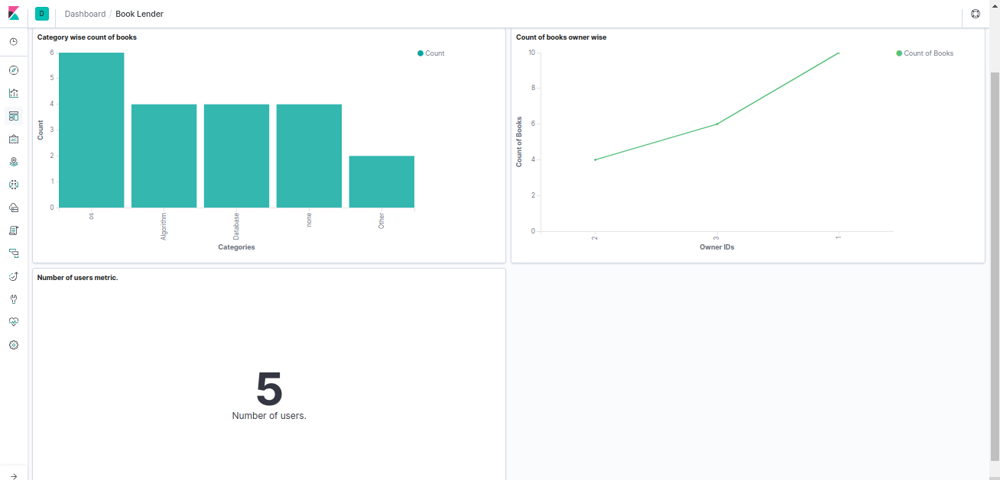 D
Dashboard / Book Lender
Category wise count of books
6
5
4
3
2
1
0
Count
os
Algorithm
Database
none
Other
Categories
Count
Count of books owner wise
10
8
6
4
2
0
Count of Books
2
3
1
Owner IDs
Count of Books
Number of users metric.
5
Number of users.